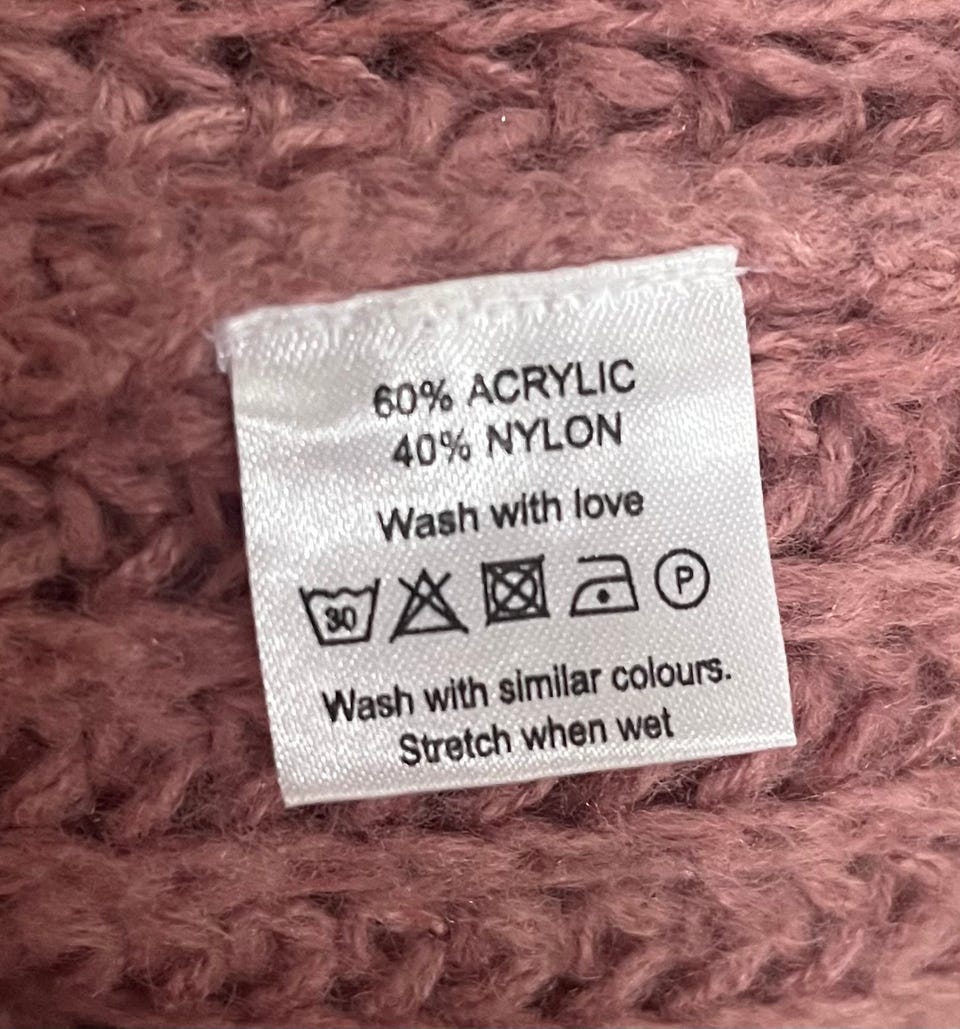 60% ACRYLIC
40% NYLON
Wash with love
30 P
Wash with similar colours.
Stretch when wet